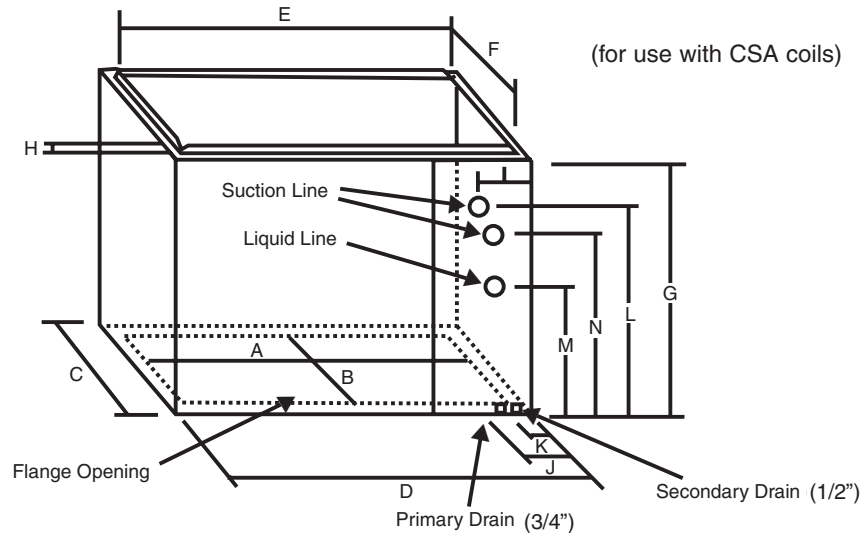 E
F
(for use with CSA coils)
H
I
Suction Line
Liquid Line
G
L
N
M
A
B
C
K
J
Flange Opening
D
Secondary Drain (1/2”)
Primary Drain (3/4”)